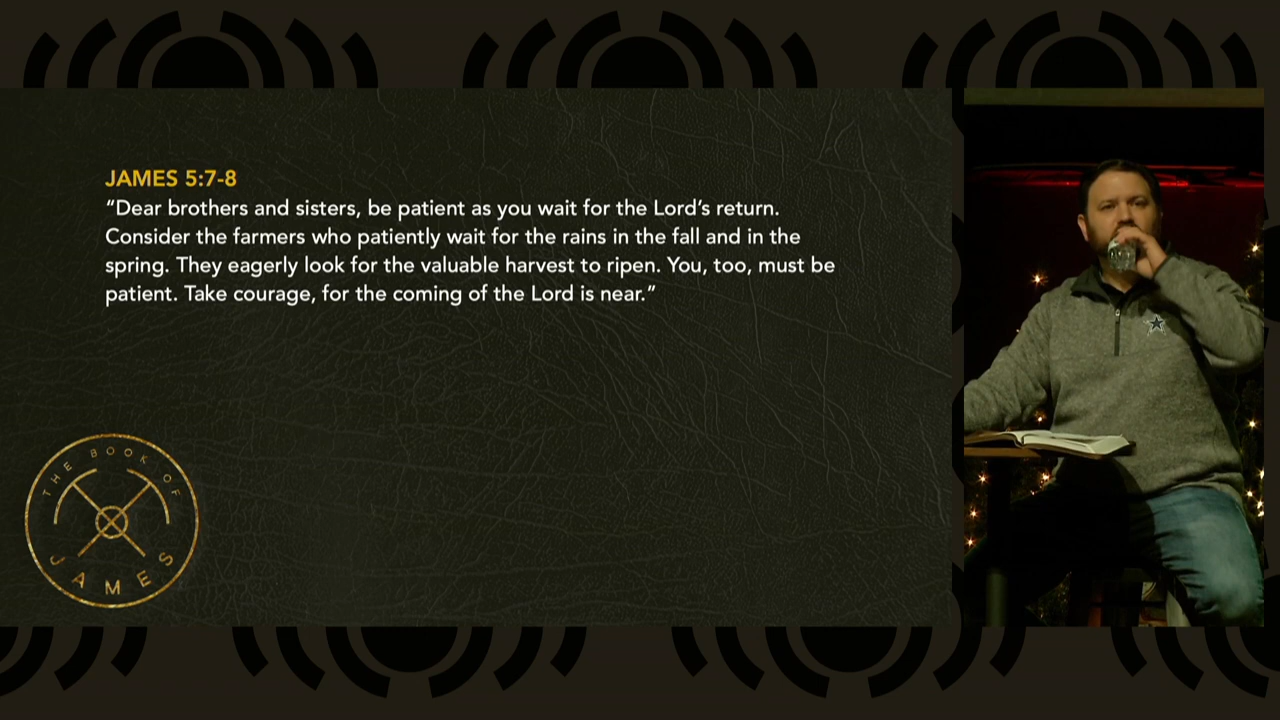 JAMES 5:7-8
“Dear brothers and sisters, be patient as you wait for the Lord’s return.
Consider the farmers who patiently wait for the rains in the fall and in the
spring. They eagerly look for the valuable harvest to ripen. You, too, must be
patient. Take courage, for the coming of the Lord is near.”
THE BOOK OF
JAMES